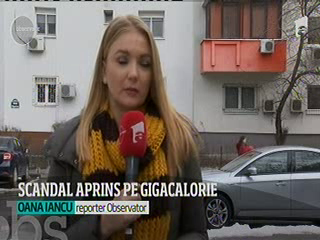 SCANDAL APRINS PE GIGACALORIE
OANA IANCU reporter Observator